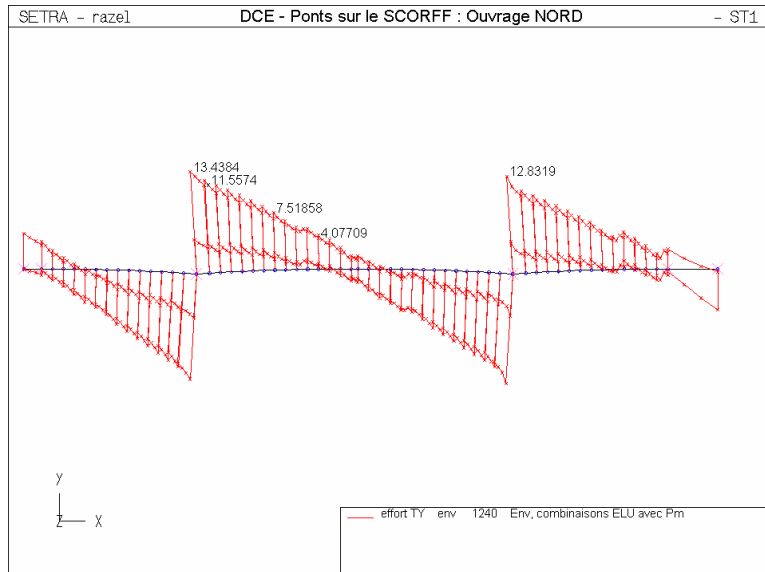 SETRA - razel DCE - Ponts sur le SCORFF : Ouvrage NORD - ST1
13.4384
12.8319
11.5574
7.51858
4.07709
y
Z X
effort TY env 1240 Env, combinaisons ELU avec Pm